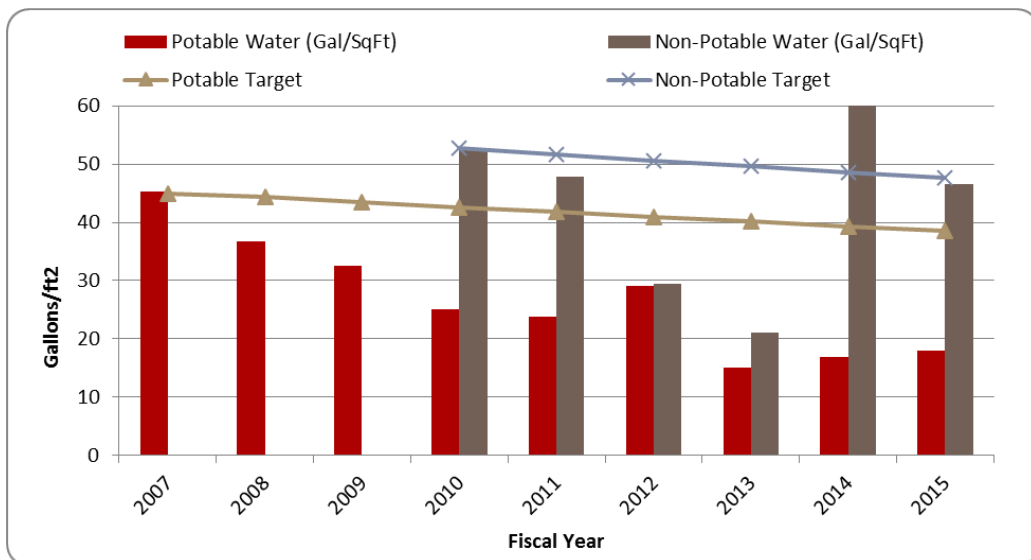 Potable Water (Gal/SqFt)
Non-Potable Water (Gal/SqFt)
Potable Target
Non-Potable Target
60
50
40
30
20
10
0
Gallons/ft2
2007
2008
2009
2010
2011
2012
2013
2014
2015
Fiscal Year